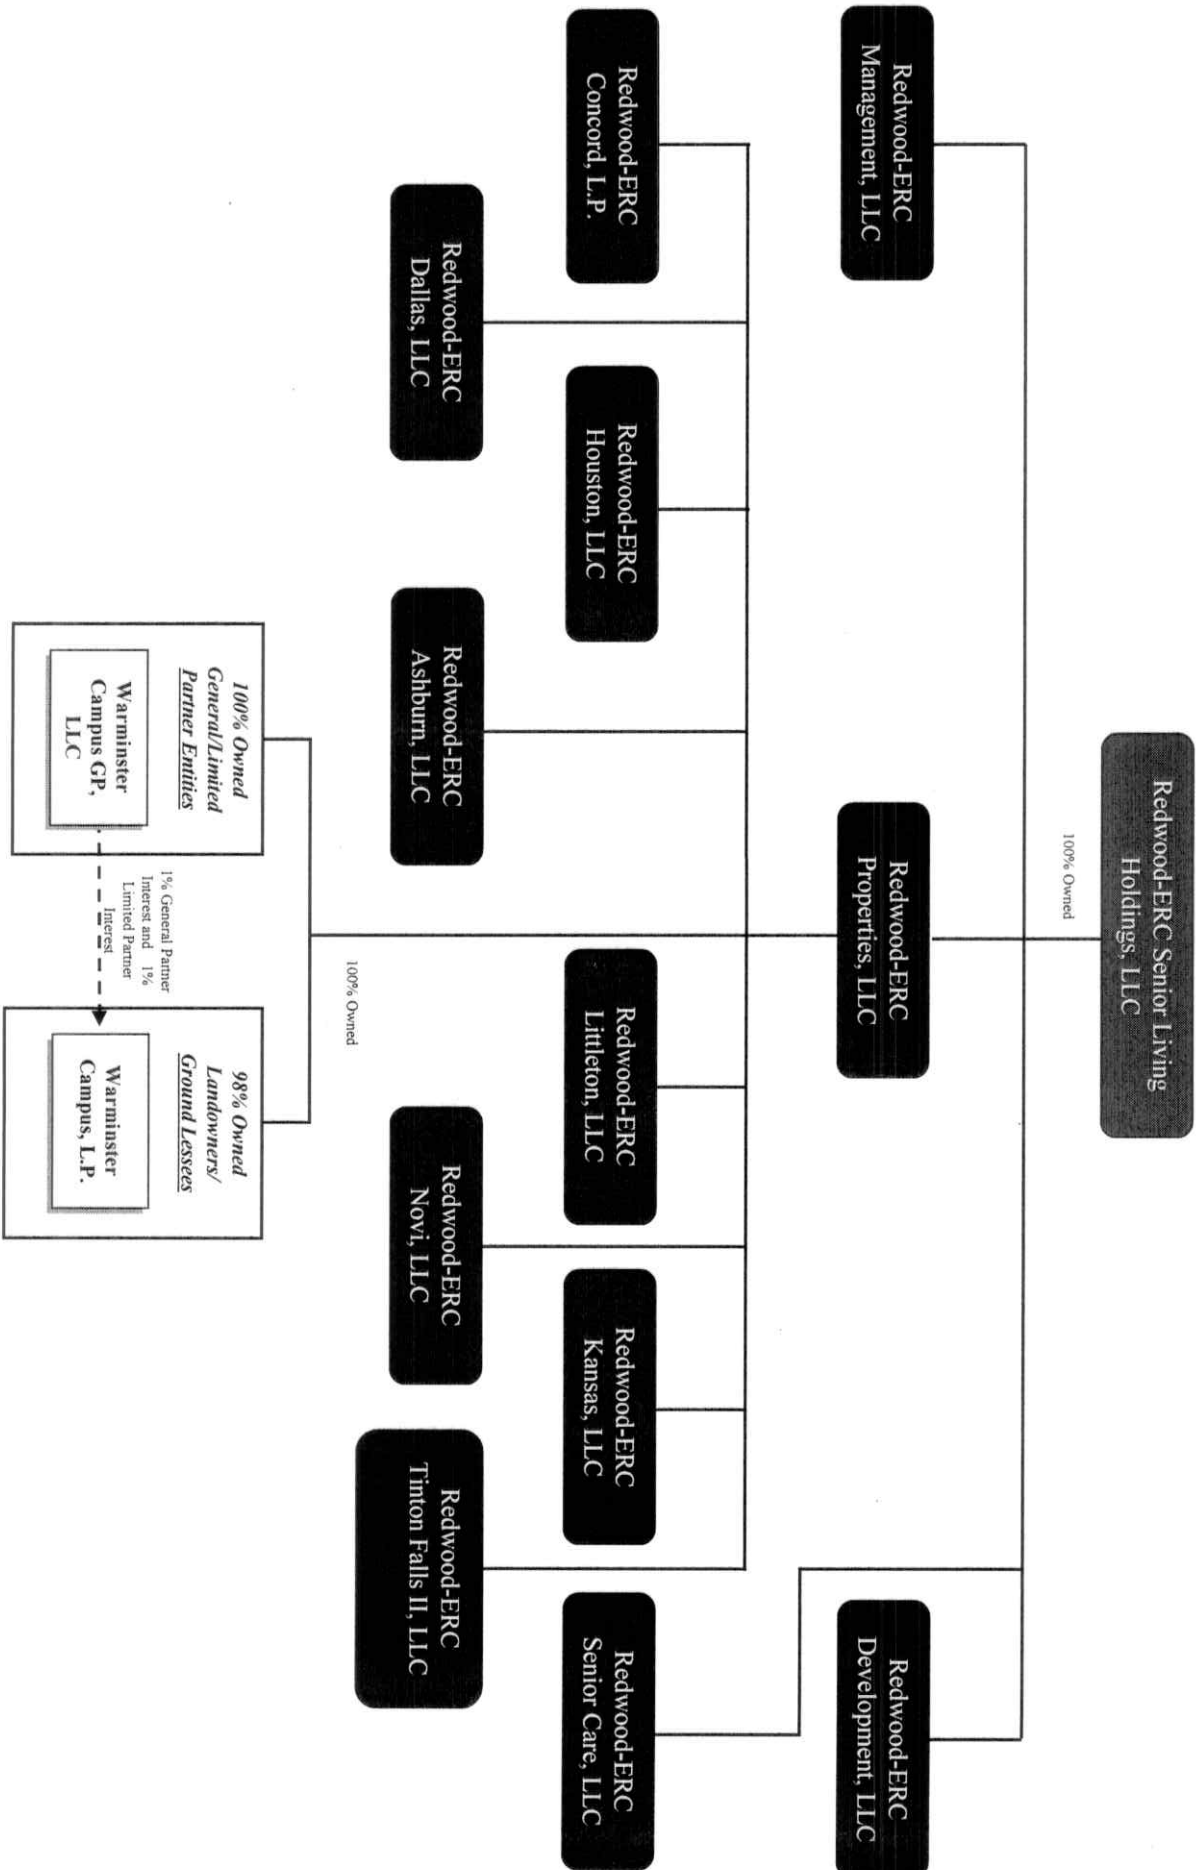 Redwood-ERC Senior Living
Holdings, LLC
100% Owned
Redwood-ERC
Management, LLC
Redwood-ERC
Properties, LLC
Redwood-ERC
Development, LLC
Redwood-ERC
Concord, L.P.
Redwood-ERC
Houston, LLC
Redwood-ERC
Littleton, LLC
Redwood-ERC
Kansas, LLC
Redwood-ERC
Senior Care, LLC
Redwood-ERC
Dallas, LLC
Redwood-ERC
Ashburn, LLC
Redwood-ERC
Novi, LLC
Redwood-ERC
Tinton Falls II, LLC
100% Owned
100% Owned
General/Limited
Partner Entities
Warminster
Campus GP,
LLC
1% General Partner
Interest and 1%
Limited Partner
Interest
98% Owned
Landowners/
Ground Lessees
Warminster
Campus, L.P.